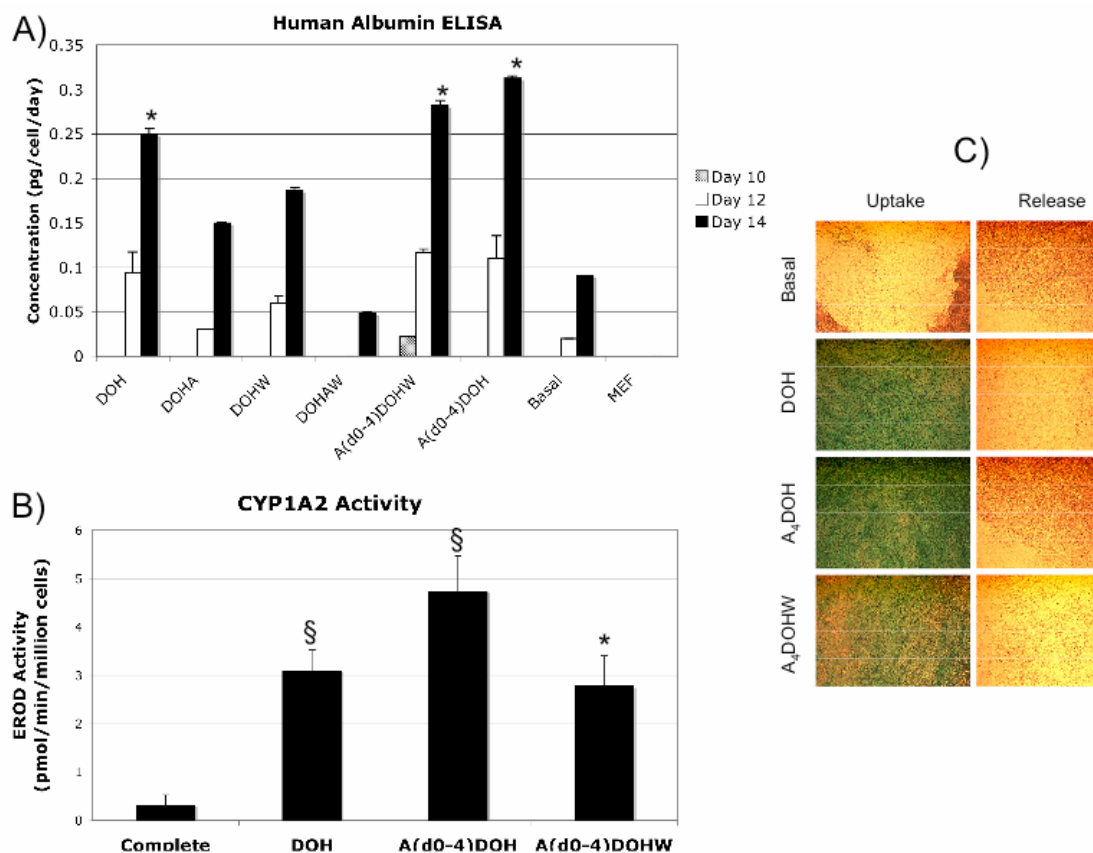 A)
Human Albumin ELISA
Concentration (pg/cell/day)
0.35
0.3
0.25
0.2
0.15
0.1
0.05
0
*
*
*
DOH
DOHA
DOHW
DOHAW
A(d0-4)DOHW
A(d0-4)DOH
Basal
MEF
Day 10
Day 12
Day 14
B)
CYP1A2 Activity
EROD Activity
(pmol/min/million cells)
6
5
4
3
2
1
0
§
§
*
Complete
DOH
A(d0-4)DOH
A(d0-4)DOHW
C)
Uptake
Release
Basal
DOH
A₄DOH
A₄DOHW